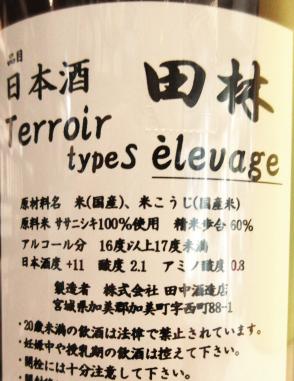 品目
日本酒 田林
Terroir
typeS èlevage
原材料名 米(国産)、米こうじ(国産米)
原料米 ササニシキ100%使用 精米歩合 60%
アルコール分 16度以上17度未満
日本酒度 +11 酸度 2.1 アミノ酸度 0.8
製造者 株式会社 田中酒造店
宮城県加美郡加美町字西町88-1
・20歳未満の飲酒は法律で禁止されています。
・妊娠中や授乳期の飲酒は控えて下さい。
・開栓には十分注意して下さい。